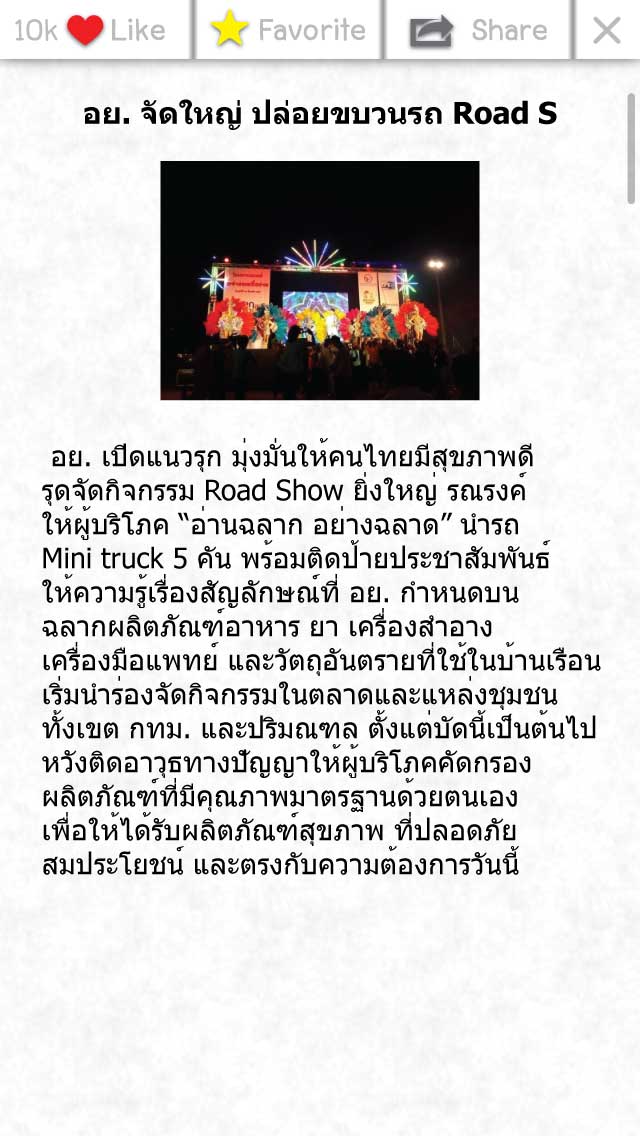 10k Like Favorite Share
อย. จัดใหญ่ ปล่อยขบวนรถ Road S
อย. เปิดแนวรุก มุ่งมั่นให้คนไทยมีสุขภาพดี
รุดจัดกิจกรรม Road Show ยิ่งใหญ่ รณรงค์
ให้ผู้บริโภค “อ่านฉลาก อย่างฉลาด” นำรถ
Mini truck 5 คัน พร้อมติดป้ายประชาสัมพันธ์
ให้ความรู้เรื่องสัญลักษณ์ที่ อย. กำหนดบน
ฉลากผลิตภัณฑ์อาหาร ยา เครื่องสำอาง
เครื่องมือแพทย์ และวัตถุอันตรายที่ใช้ในบ้านเรือน
เริ่มนำร่องจัดกิจกรรมในตลาดและแหล่งชุมชน
ทั้งเขต กทม. และปริมณฑล ตั้งแต่บัดนี้เป็นต้นไป
หวังติดอาวุธทางปัญญาให้ผู้บริโภคคัดกรอง
ผลิตภัณฑ์ที่มีคุณภาพมาตรฐานด้วยตนเอง
เพื่อให้ได้รับผลิตภัณฑ์สุขภาพ ที่ปลอดภัย
สมประโยชน์ และตรงกับความต้องการวันนี้